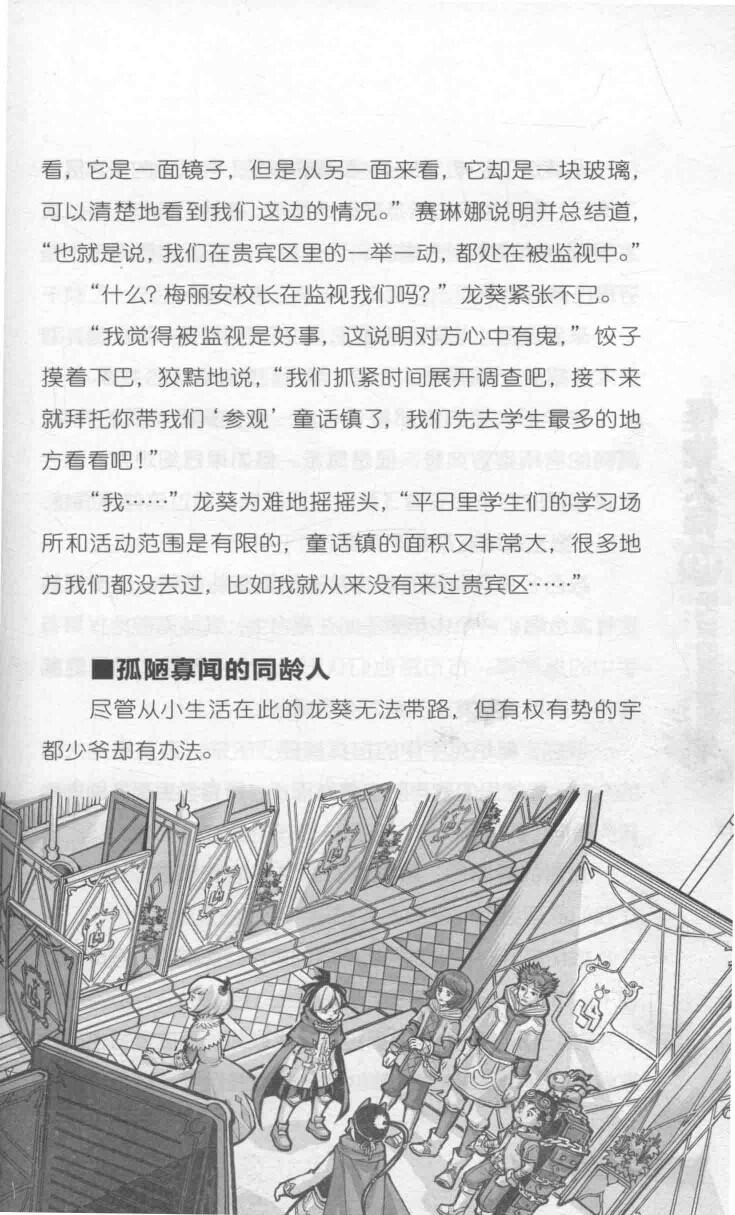 看，它是一面镜子，但是从另一面来看，它却是一块玻璃，
可以清楚地看到我们这边的情况。”赛琳娜说明并总结道，
“也就是说，我们在贵宾区里的一举一动，都处在被监视中。”
“什么？梅丽安校长在监视我们吗？”龙葵紧张不已。
“我觉得被监视是好事，这说明对方心中有鬼，”饺子
摸着下巴，狡黠地说，“我们抓紧时间展开调查吧，接下来
就拜托你带我们‘参观’童话镇了，我们先去学生最多的地
方看看吧！”
“我……”龙葵为难地摇摇头，“平日里学生们的学习场
所和活动范围是有限的，童话镇的面积又非常大，很多地
方我们都没去过，比如我就从来没有来过贵宾区……”
■孤陋寡闻的同龄人
尽管从小生活在此的龙葵无法带路，但有权有势的宇
都少爷却有办法。